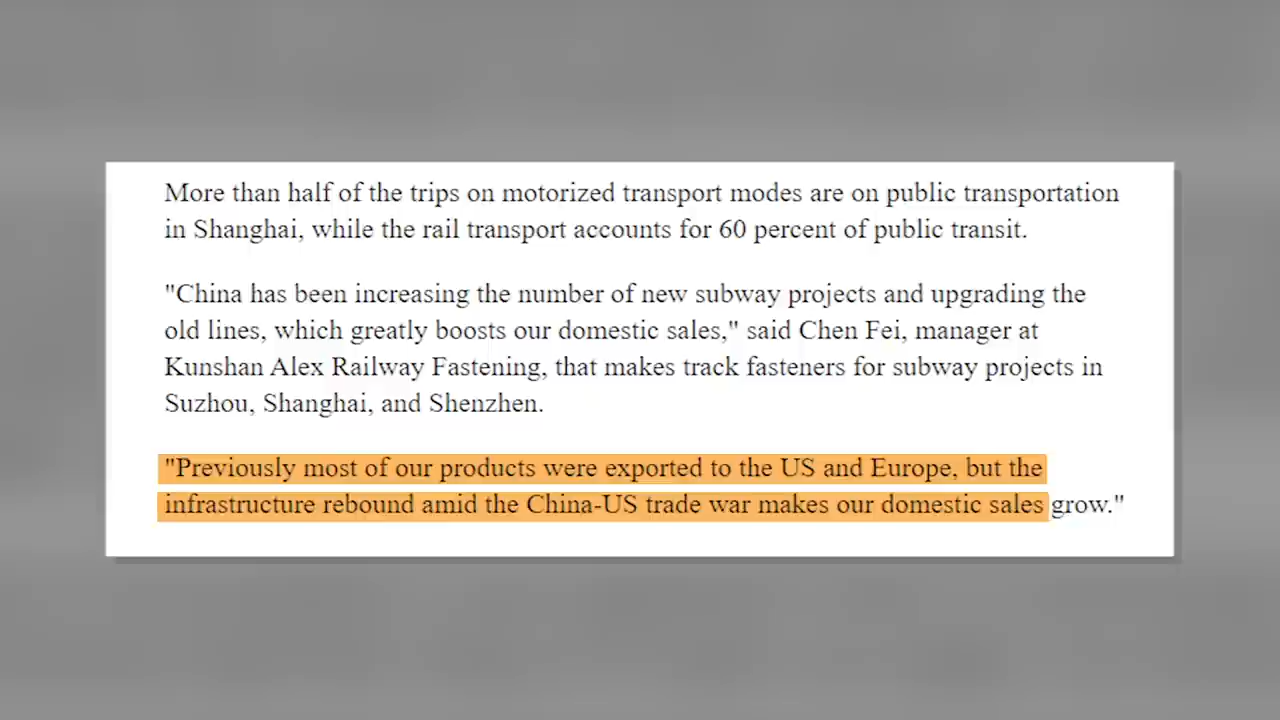 More than half of the trips on motorized transport modes are on public transportation
in Shanghai, while the rail transport accounts for 60 percent of public transit.
"China has been increasing the number of new subway projects and upgrading the
old lines, which greatly boosts our domestic sales," said Chen Fei, manager at
Kunshan Alex Railway Fastening, that makes track fasteners for subway projects in
Suzhou, Shanghai, and Shenzhen.
"Previously most of our products were exported to the US and Europe, but the
infrastructure rebound amid the China-US trade war makes our domestic sales grow."